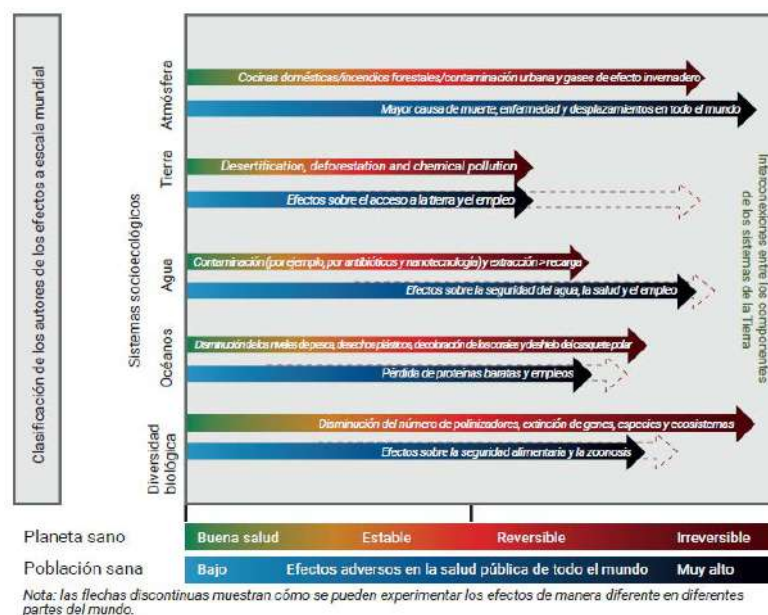 Clasificación de los autores de los efectos a escala mundial
Sistemas socioecológicos
Atmósfera
Cocinas domésticas/incendios forestales/contaminación urbana y gases de efecto invernadero
Mayor causa de muerte, enfermedad y desplazamientos en todo el mundo
Tierra
Desertification, deforestation and chemical pollution
Efectos sobre el acceso a la tierra y el empleo
Agua
Contaminación (por ejemplo, por antibióticos y nanotecnología) y extracción > recarga
Efectos sobre la seguridad del agua, la salud y el empleo
Océanos
Disminución de los niveles de pesca, desechos plásticos, decoloración de los corales y deshielo del casquete polar
Pérdida de proteínas baratas y empleos
Diversidad
biológica
Disminución del número de polinizadores, extinción de genes, especies y ecosistemas
Efectos sobre la seguridad alimentaria y la zoonosis
Interconexiones entre los componentes
de los sistemas de la Tierra
Planeta sano Buena salud Estable Reversible Irreversible
Población sana Bajo Efectos adversos en la salud pública de todo el mundo Muy alto
Nota: las flechas discontinuas muestran cómo se pueden experimentar los efectos de manera diferente en diferentes
partes del mundo.